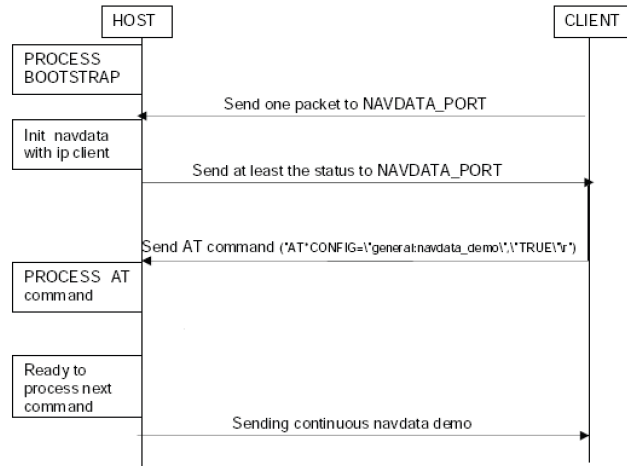 HOST
CLIENT
PROCESS
BOOTSTRAP
Send one packet to NAVDATA_PORT
Init navdata
with ip client
Send at least the status to NAVDATA_PORT
Send AT command ("AT*CONFIG=\"general:navdata_demo\",\"TRUE\"\r")
PROCESS AT
command
Ready to
process next
command
Sending continuous navdata demo